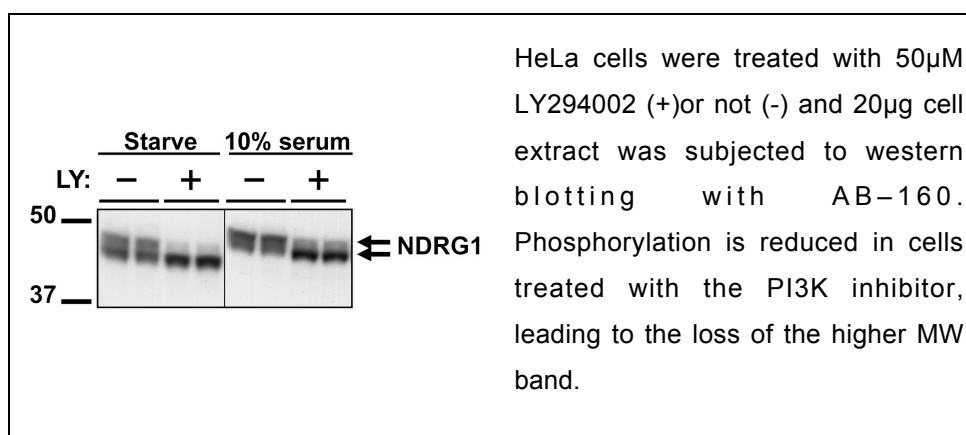 Starve 10% serum
LY: – + – +
50
NDRG1
37
HeLa cells were treated with 50µM
LY294002 (+)or not (-) and 20µg cell
extract was subjected to western
blotting with AB–160.
Phosphorylation is reduced in cells
treated with the PI3K inhibitor,
leading to the loss of the higher MW
band.